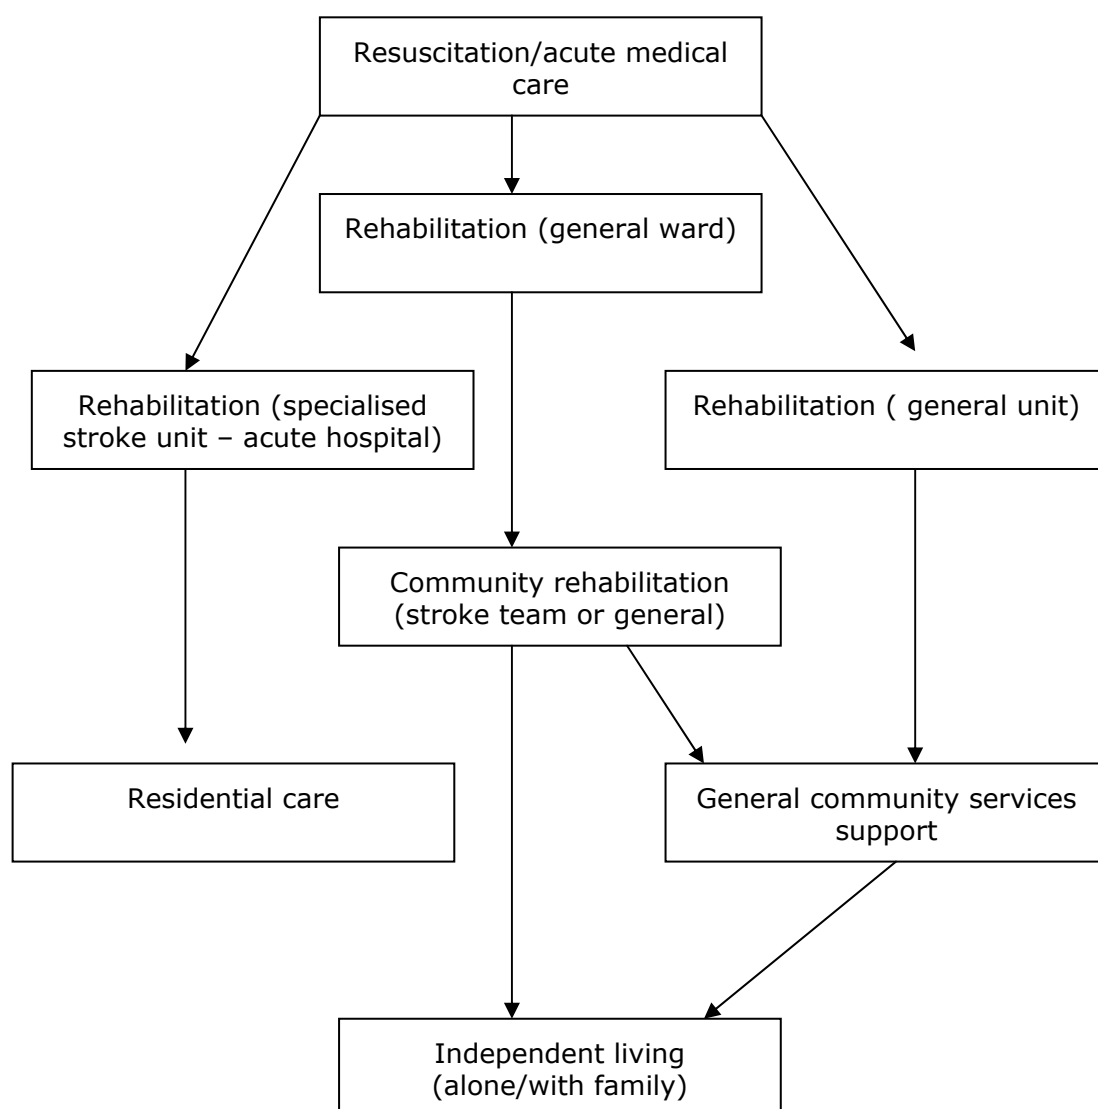 Resuscitation/acute medical
care
Rehabilitation (general ward)
Rehabilitation (specialised
stroke unit – acute hospital)
Rehabilitation ( general unit)
Community rehabilitation
(stroke team or general)
Residential care
General community services
support
Independent living
(alone/with family)